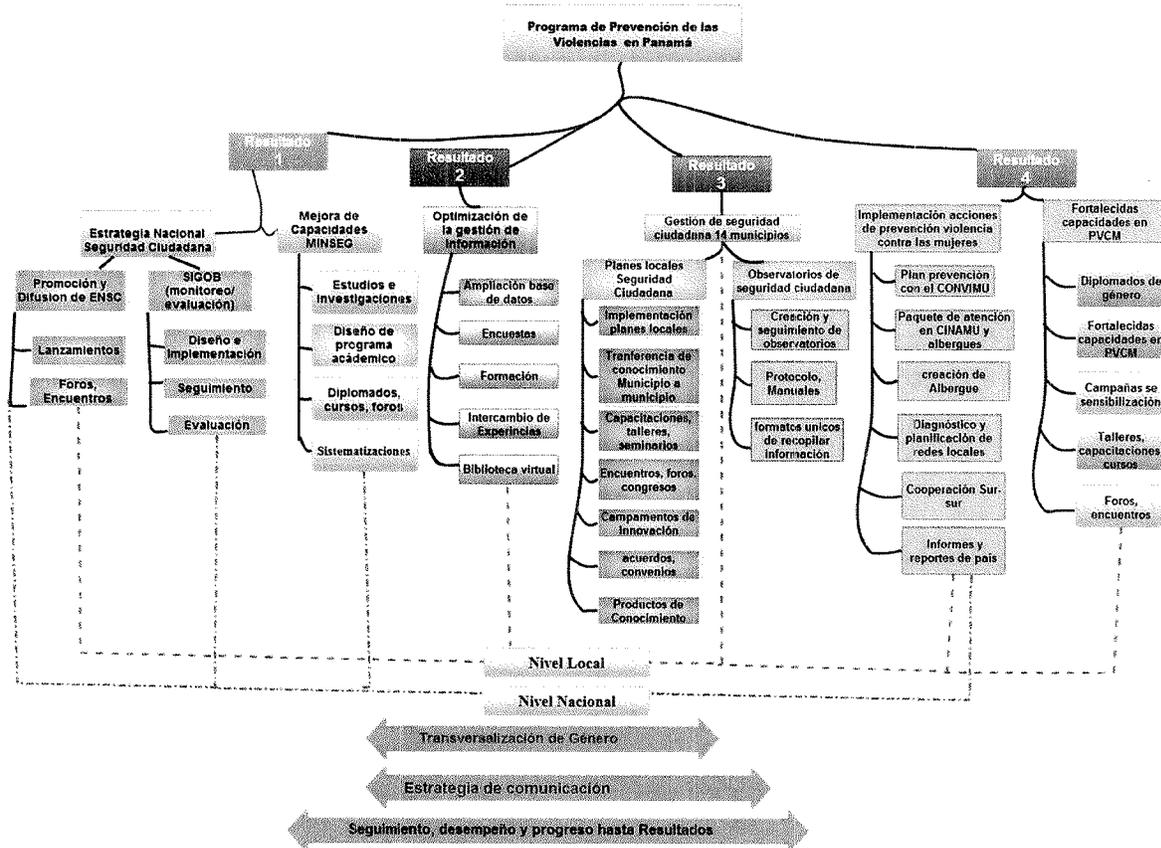 Programa de Prevención de las
Violencias en Panamá
Resultado
1
Resultado
2
Resultado
3
Resultado
4
Estrategia Nacional
Seguridad Ciudadana
Mejora de
Capacidades
MINSEG
Optimización de
la gestión de
Información
Gestión de seguridad
ciudadana 14 municipios
Implementación acciones
de prevención violencia
contra las mujeres
Fortalecidas
capacidades en
PVCM
Promoción y
Difusion de ENSC
Lanzamientos
Foros,
Encuentros
SIGOB
(monitoreo/
evaluación)
Diseño e
Implementación
Seguimiento
Evaluación
Estudios e
Investigaciones
Diseño de
programa
acádemico
Diplomados,
cursos, foros
Sistematizaciones
Ampliación base
de datos
Encuestas
Formación
Intercambio de
Experincias
Biblioteca virtual
Planes locales
Seguridad
Ciudadana
Implementación
planes locales
Tranferencia de
conocimiento
Municipio a
municipio
Capacitaciones,
talleres,
seminarios
Encuentros, foros,
congresos
Campamentos de
Innovación
acuerdos,
convenios
Productos de
Conocimiento
Observatorios de
seguridad ciudadana
Creación y
seguimiento de
observatorios
Protocolo,
Manuales
formatos unicos
de recopilar
información
Plan prevención
con el CONVIMU
Paquete de atención
en CINAMU y
albergues
creación de
Albergue
Diagnóstico y
planificación de
redes locales
Cooperación Sur-
sur
Informes y
reportes de pais
Diplomados de
género
Fortalecidas
capacidades en
PVCM
Campañas se
sensibilización
Talleres,
capacitaciones
cursos
Foros,
encuentros
Nivel Local
Nivel Nacional
Transversalización de Género
Estrategia de comunicación
Seguimiento, desempeño y progreso hasta Resultados